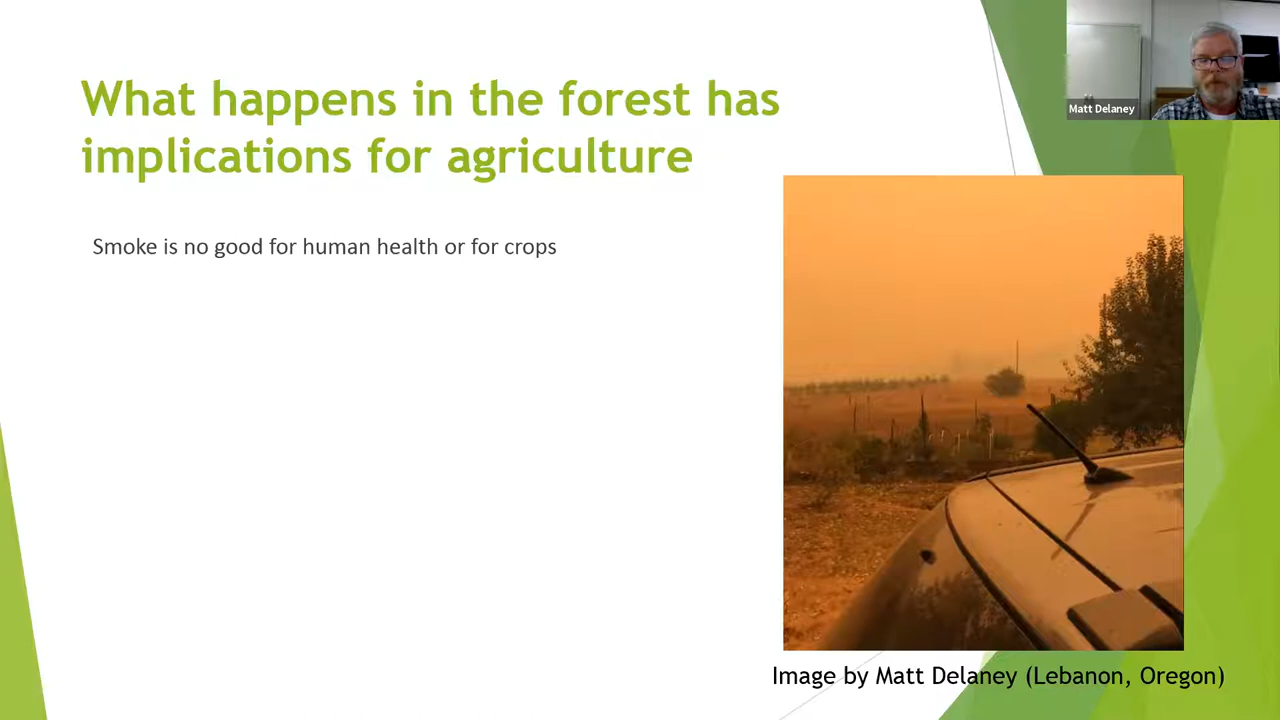 What happens in the forest has
implications for agriculture
Smoke is no good for human health or for crops
Matt Delaney
Image by Matt Delaney (Lebanon, Oregon)